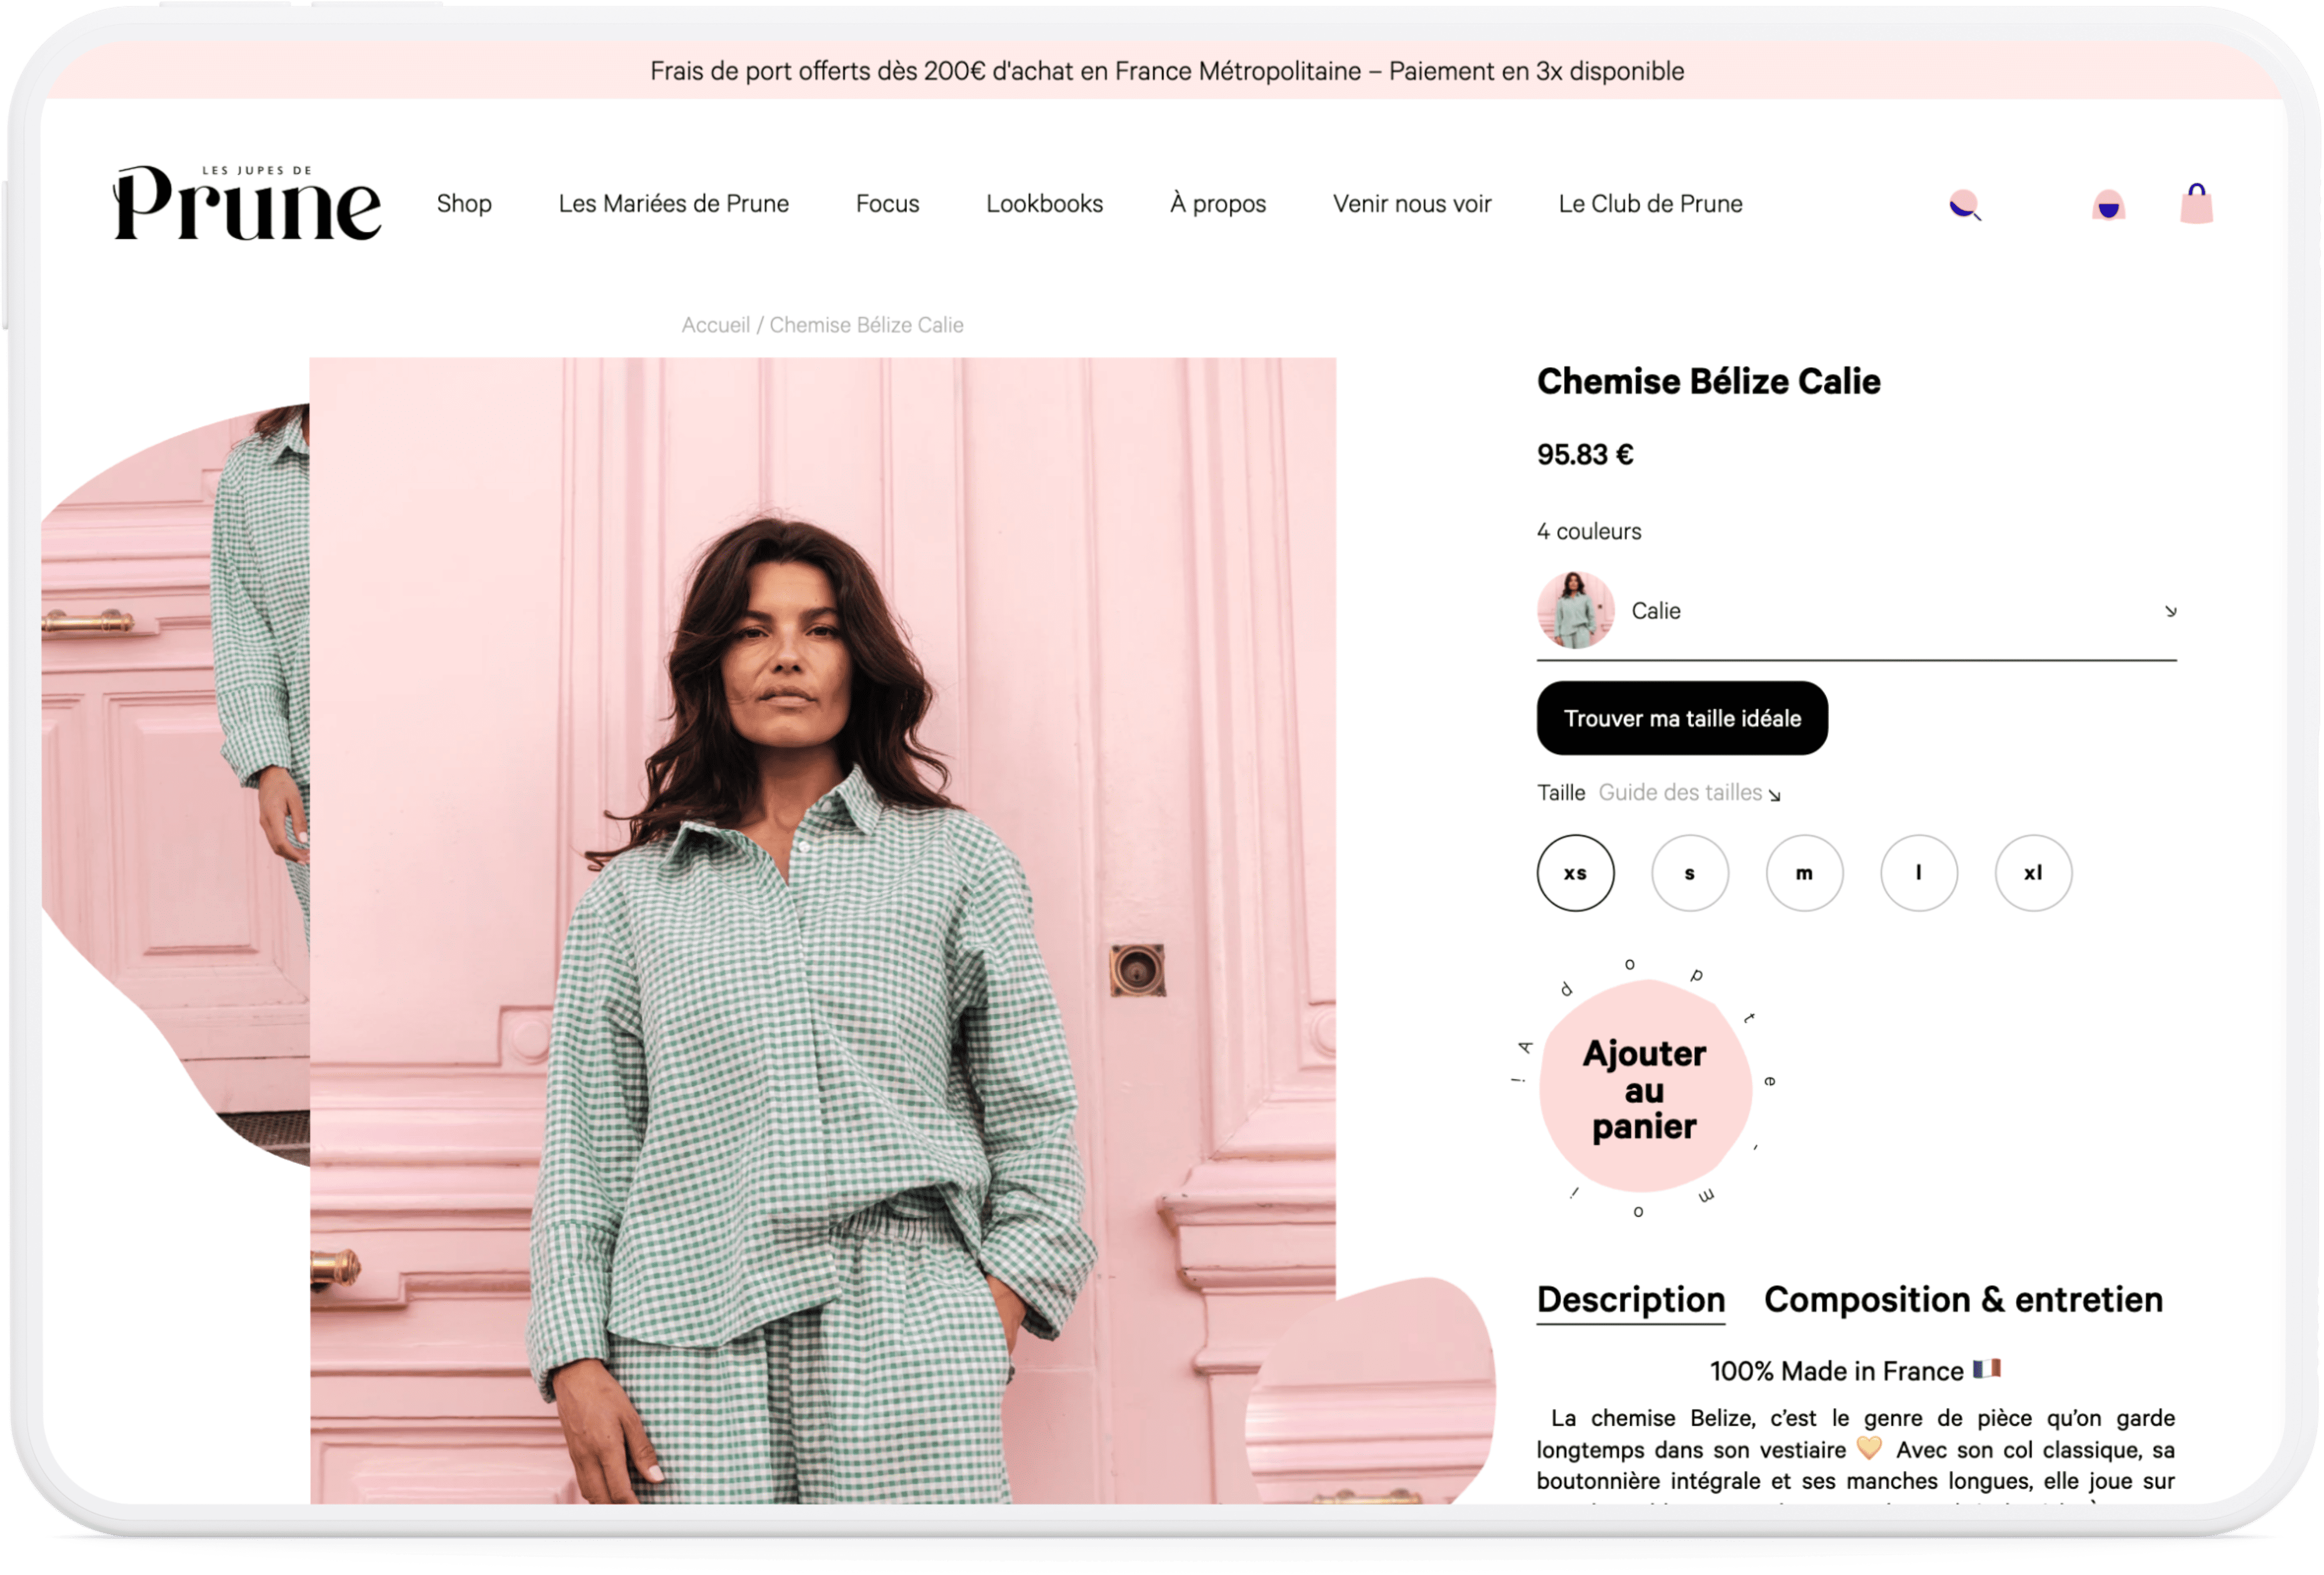 Frais de port offerts dès 200€ d'achat en France Métropolitaine – Paiement en 3x disponible
LES JUPES DE
Prune
Shop
Les Mariées de Prune
Focus
Lookbooks
À propos
Venir nous voir
Le Club de Prune
Accueil / Chemise Bélize Calie
Chemise Bélize Calie
95.83 €
4 couleurs
Calie
Trouver ma taille idéale
Taille Guide des tailles
xs
s
m
l
xl
Adopte-moi !
Ajouter
au
panier
!
Description
Composition & entretien
100% Made in France 🇫🇷
La chemise Belize, c’est le genre de pièce qu’on garde
longtemps dans son vestiaire 💛 Avec son col classique, sa
boutonnière intégrale et ses manches longues, elle joue sur